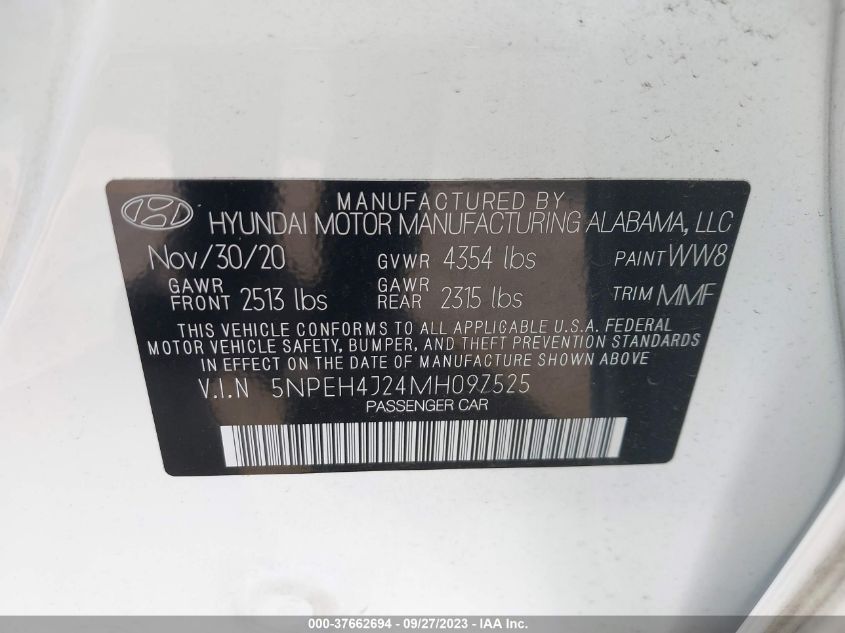 MANUFACTURED BY
HYUNDAI MOTOR MANUFACTURING ALABAMA, LLC
Nov/30/20 GVWR 4354 lbs PAINT WW8
GAWR FRONT 2513 lbs GAWR REAR 2315 lbs TRIM MMF
THIS VEHICLE CONFORMS TO ALL APPLICABLE U.S.A. FEDERAL
MOTOR VEHICLE SAFETY, BUMPER, AND THEFT PREVENTION STANDARDS
IN EFFECT ON THE DATE OF MANUFACTURE SHOWN ABOVE
V.I.N 5NPEH4J24MH097525
PASSENGER CAR
000-37662694 - 09/27/2023 - IAA Inc.